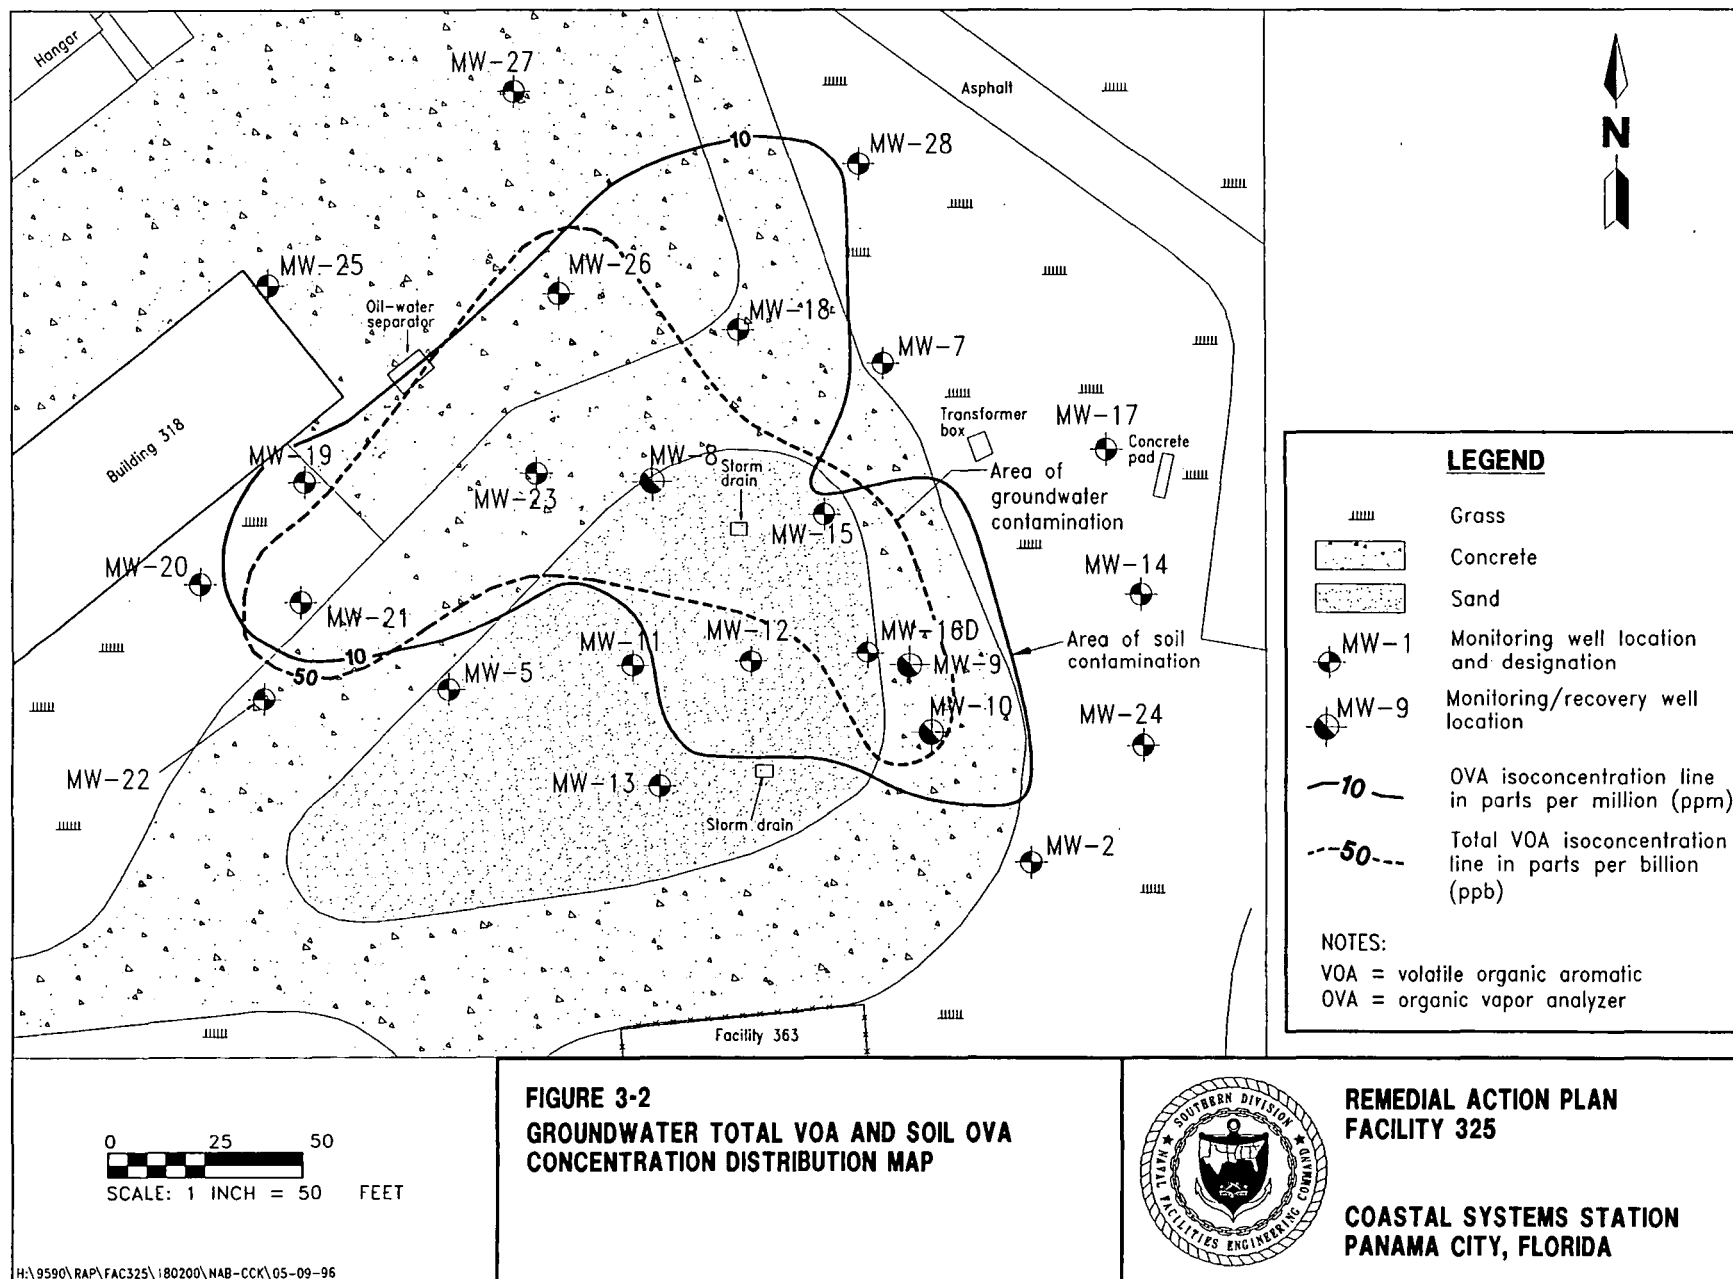 Hangar
MW-27
Asphalt
N
10
MW-28
MW-25
MW-26
Oil-water
separator
MW-18
MW-7
Building 318
MW-19
MW-23
MW-8
Storm
drain
Transformer
box
MW-17
Concrete
pad
Area of
groundwater
contamination
MW-15
MW-20
MW-14
MW-21
MW-11
MW-12
MW-16D
MW-9
Area of soil
contamination
10
50
MW-5
MW-10
MW-24
MW-22
MW-13
Storm drain
MW-2
Facility 363
LEGEND
Grass
Concrete
Sand
MW-1 Monitoring well location
and designation
MW-9 Monitoring/recovery well
location
10 OVA isoconcentration line
in parts per million (ppm)
50 Total VOA isoconcentration
line in parts per billion
(ppb)
NOTES:
VOA = volatile organic aromatic
OVA = organic vapor analyzer
0 25 50
SCALE: 1 INCH = 50 FEET
H:\9590\RAP\FAC325\180200\NAB-CCK\05-09-96
FIGURE 3-2
GROUNDWATER TOTAL VOA AND SOIL OVA
CONCENTRATION DISTRIBUTION MAP
SOUTHERN DIVISION
NAVAL FACILITIES ENGINEERING COMMAND
REMEDIAL ACTION PLAN
FACILITY 325
COASTAL SYSTEMS STATION
PANAMA CITY, FLORIDA